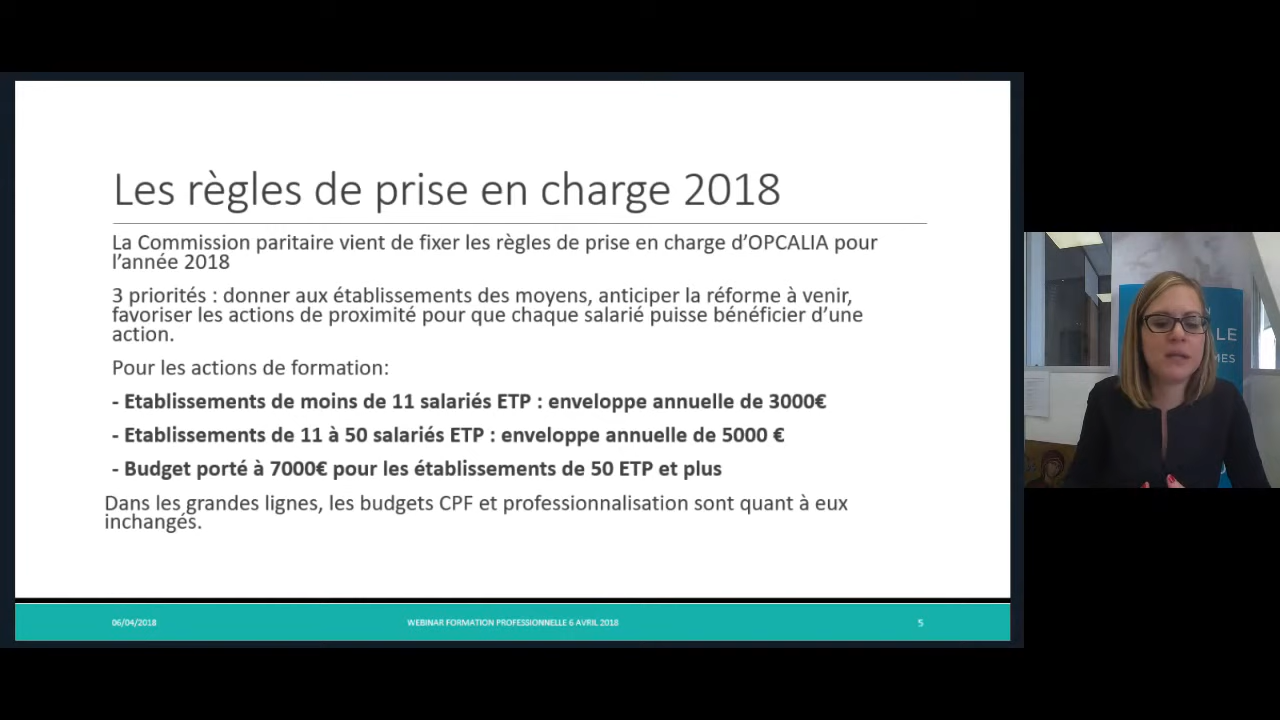 Les règles de prise en charge 2018
La Commission paritaire vient de fixer les règles de prise en charge d’OPCALIA pour
l’année 2018
3 priorités : donner aux établissements des moyens, anticiper la réforme à venir,
favoriser les actions de proximité pour que chaque salarié puisse bénéficier d’une
action.
Pour les actions de formation:
- Etablissements de moins de 11 salariés ETP : enveloppe annuelle de 3000€
- Etablissements de 11 à 50 salariés ETP : enveloppe annuelle de 5000 €
- Budget porté à 7000€ pour les établissements de 50 ETP et plus
Dans les grandes lignes, les budgets CPF et professionnalisation sont quant à eux
inchangés.
06/04/2018
WEBINAR FORMATION PROFESSIONNELLE 6 AVRIL 2018
5
N
LE
MES